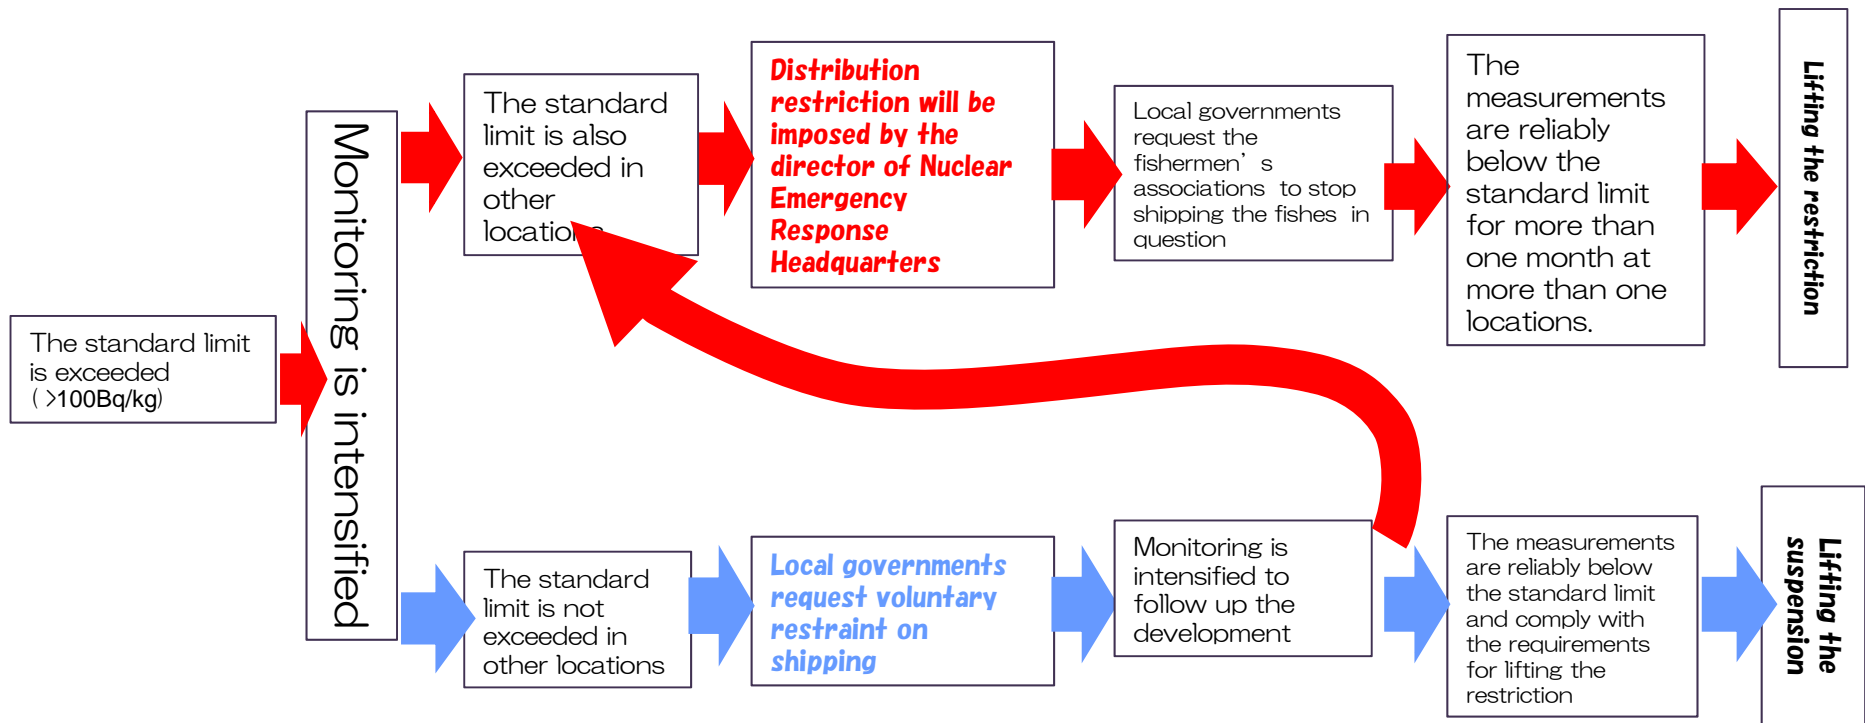 The standard limit
is exceeded
( >100Bq/kg)
Monitoring is intensified
The standard
limit is also
exceeded in
other
locations
Distribution
restriction will be
imposed by the
director of Nuclear
Emergency
Response
Headquarters
Local governments
request the
fishermen’s
associations to stop
shipping the fishes in
question
The
measurements
are reliably
below the
standard limit
for more than
one month at
more than one
locations.
Lifting the restriction
The standard
limit is not
exceeded in
other locations
Local governments
request voluntary
restraint on
shipping
Monitoring is
intensified to
follow up the
development
The measurements
are reliably below
the standard limit
and comply with
the requirements
for lifting the
restriction
Lifting the
suspension